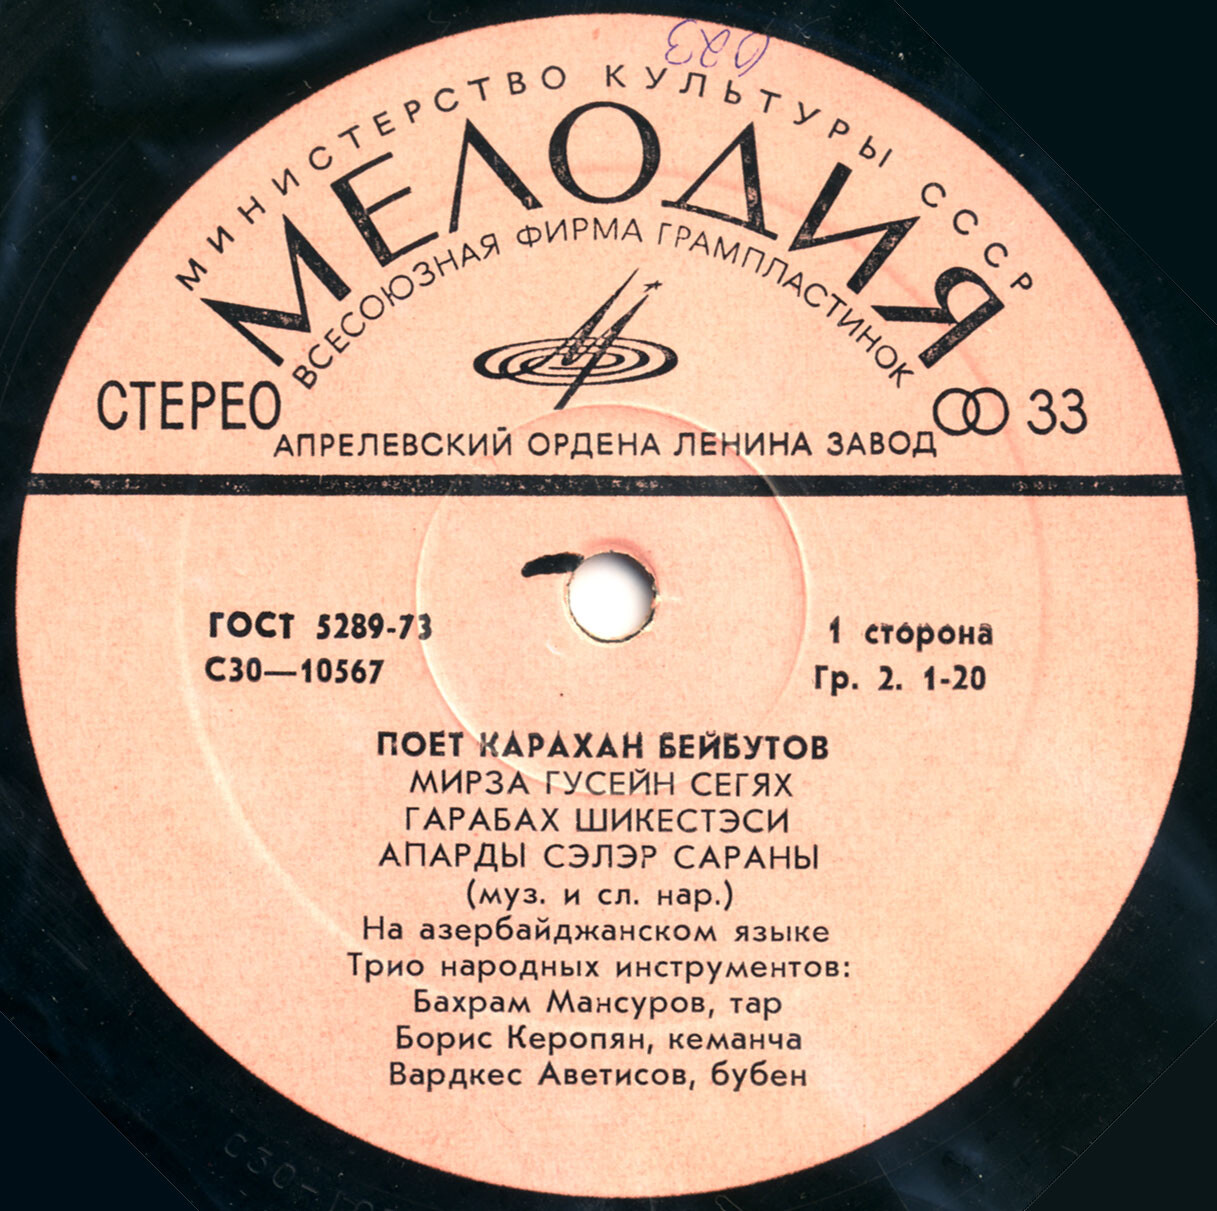 МИНИСТЕРСТВО КУЛЬТУРЫ СССР
МЕЛОДИЯ
ВСЕСОЮЗНАЯ ФИРМА ГРАМПЛАСТИНОК
СТЕРЕО
33
АПРЕЛЕВСКИЙ ОРДЕНА ЛЕНИНА ЗАВОД
ГОСТ 5289-73
С30—10567
1 сторона
Гр. 2. 1-20
ПОЕТ КАРАХАН БЕЙБУТОВ
МИРЗА ГУСЕЙН СЕГЯХ
ГАРАБАХ ШИКЕСТЭСИ
АПАРДЫ СЭЛЭР САРАНЫ
(муз. и сл. нар.)
На азербайджанском языке
Трио народных инструментов:
Бахрам Мансуров, тар
Борис Керопян, кеманча
Вардкес Аветисов, бубен